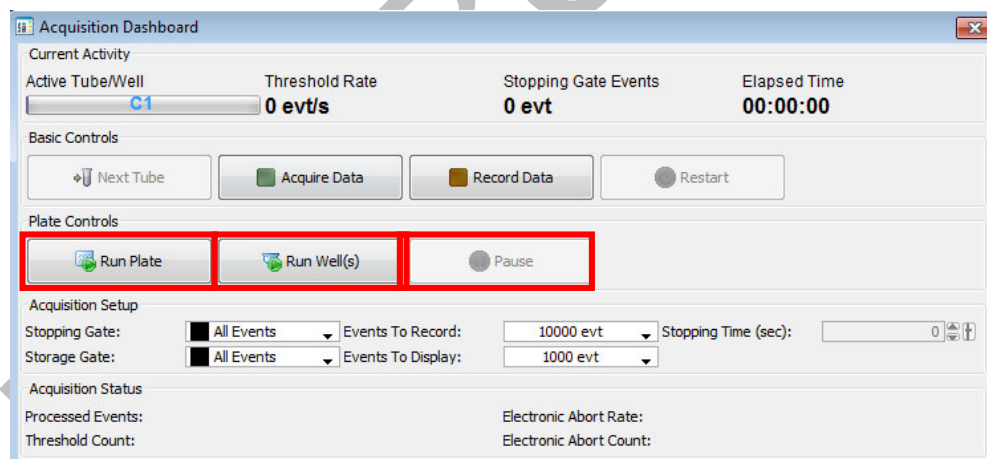 Acquisition Dashboard
Current Activity
Active Tube/Well Threshold Rate Stopping Gate Events Elapsed Time
C1 0 evt/s 0 evt 00:00:00
Basic Controls
Next Tube Acquire Data Record Data Restart
Plate Controls
Run Plate Run Well(s) Pause
Acquisition Setup
Stopping Gate: All Events Events To Record: 10000 evt Stopping Time (sec): 0
Storage Gate: All Events Events To Display: 1000 evt
Acquisition Status
Processed Events: Electronic Abort Rate:
Threshold Count: Electronic Abort Count: